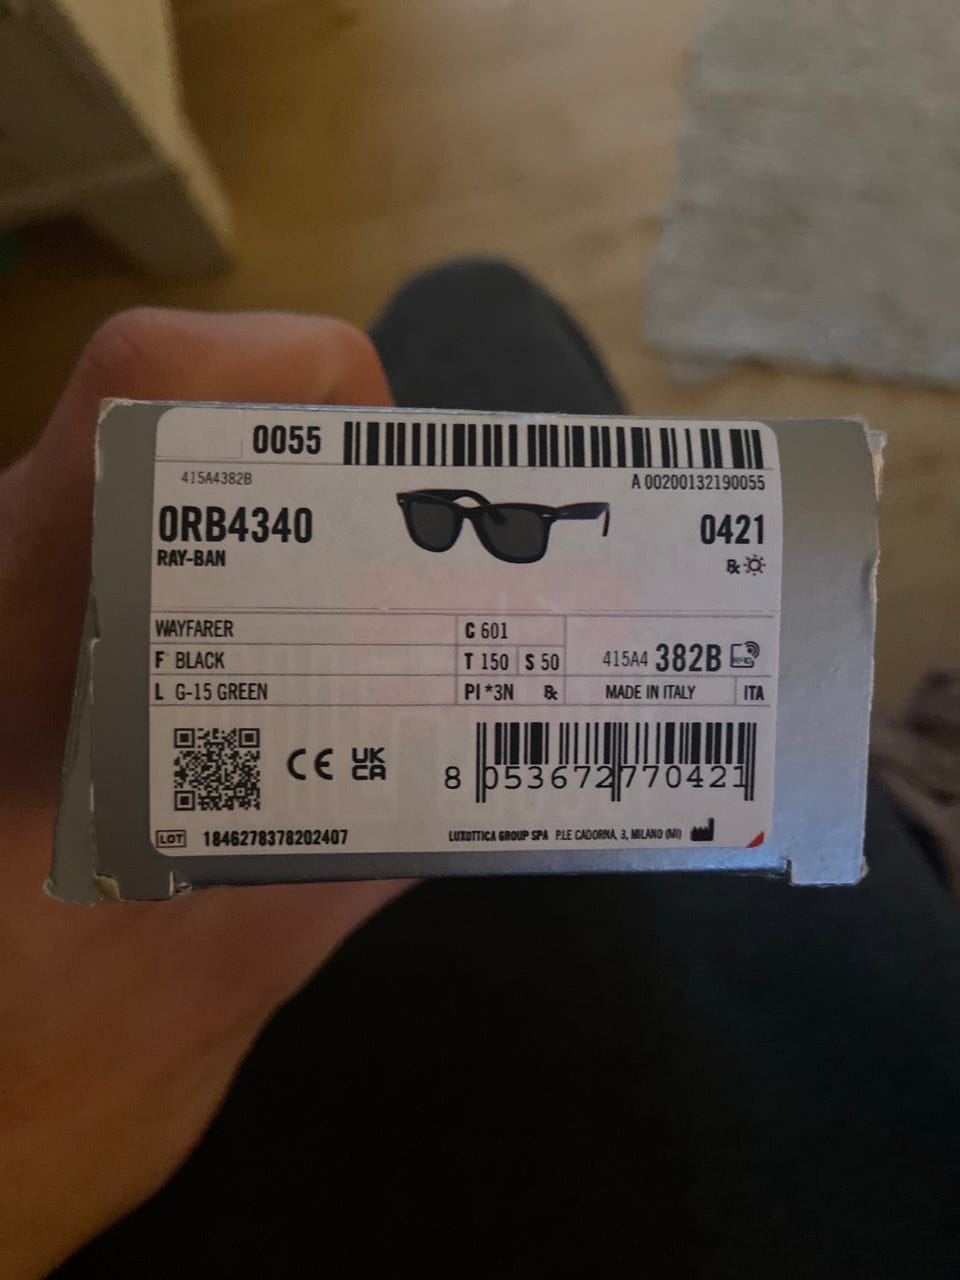 0055
415A4382B
A 00200132190055
0RB4340
0421
RAY-BAN
℞
WAYFARER
C 601
F BLACK
T 150 S 50
415A4 382B
L G-15 GREEN
PI *3N ℞
MADE IN ITALY
ITA
CE UK CA
8 053672 770421
LOT 1846278378202407
LUXOTTICA GROUP SPA P.LE CADORNA, 3, MILANO (MI)